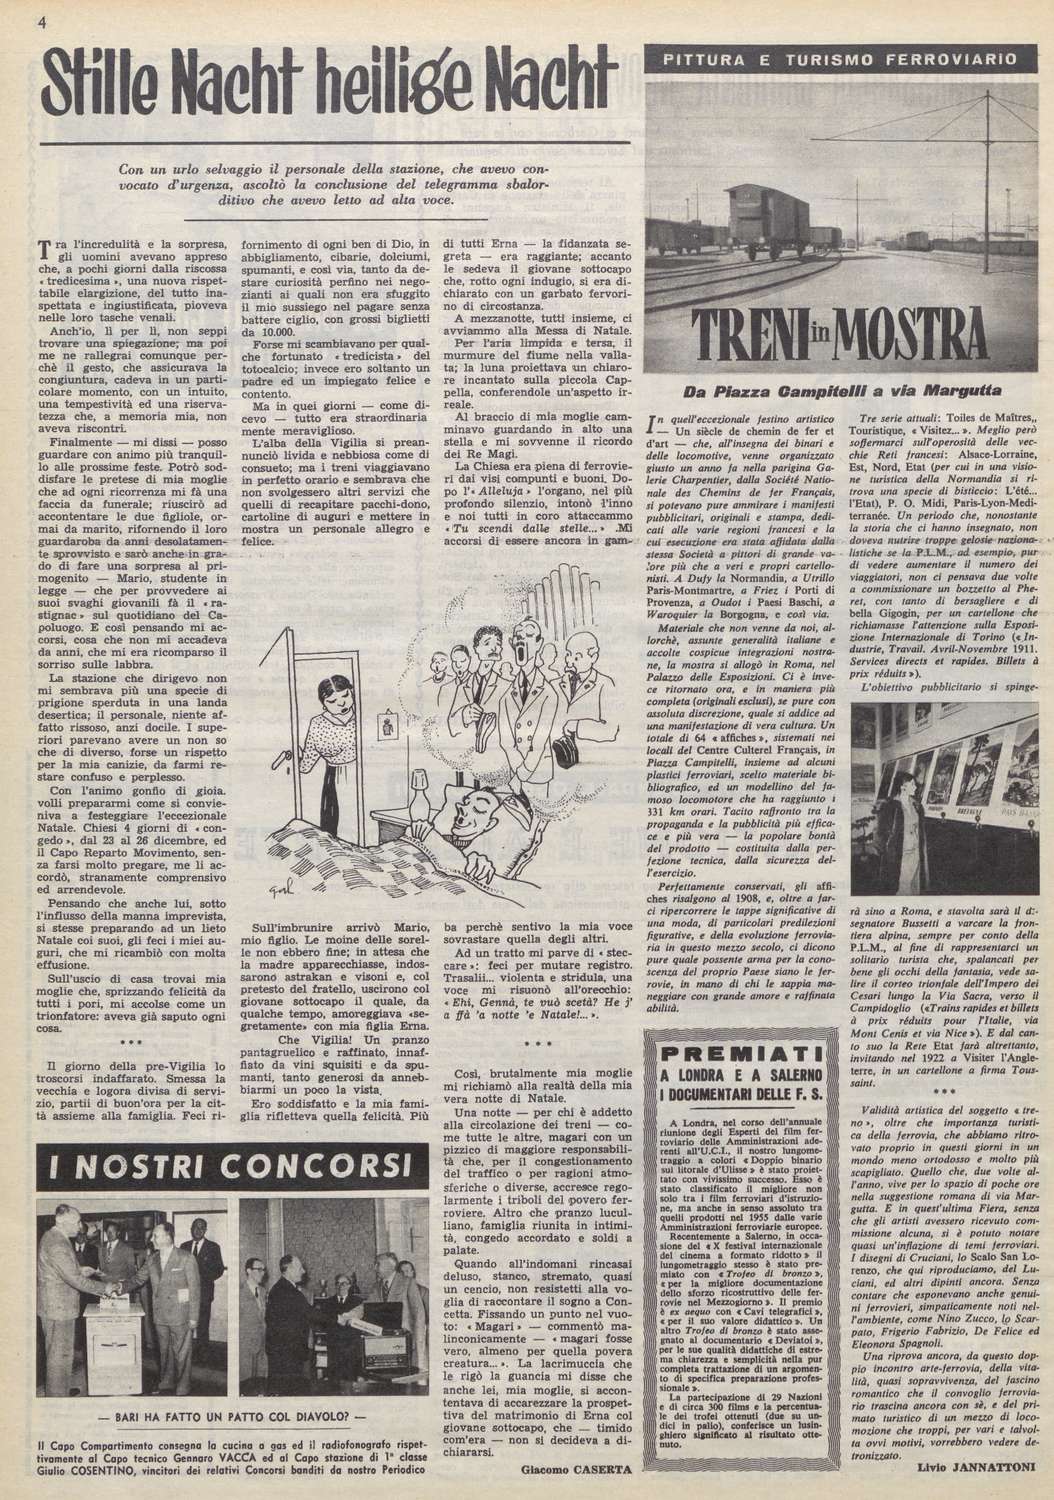 4
Stille Nacht heilige Nacht
Con un urlo selvaggio il personale della stazione, che avevo con-
vocato d'urgenza, ascoltò la conclusione del telegramma sbalor-
ditivo che avevo letto ad alta voce.
Tra l'incredulità e la sorpresa,
gli uomini avevano appreso
che, a pochi giorni dalla riscossa
« tredicesima », una nuova rispet-
tabile elargizione, del tutto ina-
spettata e ingiustificata, pioveva
nelle loro tasche venali.
Anch'io, lì per lì, non seppi
trovare una spiegazione; ma poi
me ne rallegrai comunque per-
chè il gesto, che assicurava la
congiuntura, cadeva in un parti-
colare momento, con un intuito,
una tempestività ed una riserva-
tezza che, a memoria mia, non
aveva riscontri.
Finalmente — mi dissi — posso
guardare con animo più tranquil-
lo alle prossime feste. Potrò sod-
disfare le pretese di mia moglie
che ad ogni ricorrenza mi fà una
faccia da funerale; riuscirò ad
accontentare le due figliole, or-
mai da marito, rifornendo il loro
guardaroba da anni desolatamen-
te sprovvisto e sarò anche in gra-
do di fare una sorpresa al pri-
mogenito — Mario, studente in
legge — che per provvedere ai
suoi svaghi giovanili fà il « ra-
stignac » sul quotidiano del Ca-
poluogo. E così pensando mi ac-
corsi, cosa che non mi accadeva
da anni, che mi era ricomparso il
sorriso sulle labbra.
La stazione che dirigevo non
mi sembrava più una specie di
prigione sperduta in una landa
desertica; il personale, niente af-
fatto rissoso, anzi docile. I supe-
riori parevano avere un non so
che di diverso, forse un rispetto
per la mia canizie, da farmi re-
stare confuso e perplesso.
Con l'animo gonfio di gioia.
volli prepararmi come si convie-
niva a festeggiare l'eccezionale
Natale. Chiesi 4 giorni di « con-
gedo », dal 23 al 26 dicembre, ed
il Capo Reparto Movimento, sen-
za farsi molto pregare, me li ac-
cordò, stranamente comprensivo
ed arrendevole.
Pensando che anche lui, sotto
l'influsso della manna imprevista,
si stesse preparando ad un lieto
Natale coi suoi, gli feci i miei au-
guri, che mi ricambiò con molta
effusione.
Sull'uscio di casa trovai mia
moglie che, sprizzando felicità da
tutti i pori, mi accolse come un
trionfatore: aveva già saputo ogni
cosa.
* * *
Il giorno della pre-Vigilia lo
troscorsi indaffarato. Smessa la
vecchia e logora divisa di servi-
zio, partii di buon'ora per la cit-
tà assieme alla famiglia. Feci ri-
fornimento di ogni ben di Dio, in
abbigliamento, cibarie, dolciumi,
spumanti, e così via, tanto da de-
stare curiosità perfino nei nego-
zianti ai quali non era sfuggito
il mio sussiego nel pagare senza
battere ciglio, con grossi biglietti
da 10.000.
Forse mi scambiavano per qual-
che fortunato « tredicista » del
totocalcio; invece ero soltanto un
padre ed un impiegato felice e
contento.
Ma in quei giorni — come di-
cevo — tutto era straordinaria
mente meraviglioso.
L'alba della Vigilia si prean-
nunciò livida e nebbiosa come di
consueto; ma i treni viaggiavano
in perfetto orario e sembrava che
non svolgessero altri servizi che
quelli di recapitare pacchi-dono,
cartoline di auguri e mettere in
mostra un personale allegro e
felice.
Sull'imbrunire arrivò Mario,
mio figlio. Le moine delle sorel-
le non ebbero fine; in attesa che
la madre apparecchiasse, indos-
sarono astrakan e visoni e, col
pretesto del fratello, uscirono col
giovane sottocapo il quale, da
qualche tempo, amoreggiava «se-
gretamente» con mia figlia Erna.
Che Vigilia! Un pranzo
pantagruelico e raffinato, innaf-
fiato da vini squisiti e da spu-
manti, tanto generosi da anneb-
biarmi un poco la vista.
Ero soddisfatto e la mia fami-
glia rifletteva quella felicità. Più
di tutti Erna — la fidanzata se-
greta — era raggiante; accanto
le sedeva il giovane sottocapo
che, rotto ogni indugio, si era di-
chiarato con un garbato fervori-
no di circostanza.
A mezzanotte, tutti insieme, ci
avviammo alla Messa di Natale.
Per l'aria limpida e tersa, il
murmure del fiume nella valla-
ta; la luna proiettava un chiaro-
re incantato sulla piccola Cap-
pella, conferendole un'aspetto ir-
reale.
Al braccio di mia moglie cam-
minavo guardando in alto una
stella e mi sovvenne il ricordo
dei Re Magi.
La Chiesa era piena di ferrovie-
ri dai visi compunti e buoni. Do-
po l'« Alleluja » l'organo, nel più
profondo silenzio, intonò l'inno
e noi tutti in coro attaccammo
« Tu scendi dalle stelle... ». Mi
accorsi di essere ancora in gam-
ba perchè sentivo la mia voce
sovrastare quella degli altri.
Ad un tratto mi parve di « stec-
care »: feci per mutare registro.
Trasalii... violenta e stridula, una
voce mi risuonò all'orecchio:
« Ehi, Gennà, te vuò scetà? He j'
a ffà 'a notte 'e Natale!... ».
* * *
Così, brutalmente mia moglie
mi richiamò alla realtà della mia
vera notte di Natale.
Una notte — per chi è addetto
alla circolazione dei treni — co-
me tutte le altre, magari con un
pizzico di maggiore responsabili-
tà che, per il congestionamento
del traffico o per ragioni atmo-
sferiche o diverse, accresce rego-
larmente i triboli del povero fer-
roviere. Altro che pranzo lucul-
liano, famiglia riunita in intimi-
tà, congedo accordato e soldi a
palate.
Quando all'indomani rincasai
deluso, stanco, stremato, quasi
un cencio, non resistetti alla vo-
glia di raccontare il sogno a Con-
cetta. Fissando un punto nel vuo-
to: « Magari » — commentò ma-
linconicamente — « magari fosse
vero, almeno per quella povera
creatura... ». La lacrimuccia che
le rigò la guancia mi disse che
anche lei, mia moglie, si accon-
tentava di accarezzare la prospet-
tiva del matrimonio di Erna col
giovane sottocapo, che — timido
com'era — non si decideva a di-
chiararsi.
Giacomo CASERTA
I NOSTRI CONCORSI
— BARI HA FATTO UN PATTO COL DIAVOLO? —
Il Capo Compartimento consegna la cucina a gas ed il radiofonografo rispet-
tivamente al Capo tecnico Gennaro VACCA ed al Capo stazione di 1ª classe
Giulio COSENTINO, vincitori dei relativi Concorsi banditi da nostro Periodico
PITTURA E TURISMO FERROVIARIO
TRENI in MOSTRA
Da Piazza Campitelli a via Margutta
In quell'eccezionale festino artistico
— Un siècle de chemin de fer et
d'art — che, all'insegna dei binari e
delle locomotive, venne organizzato
giusto un anno fa nella parigina Ga-
lerie Charpentier, dalla Société Natio-
nale des Chemins de fer Français,
si potevano pure ammirare i manifesti
pubblicitari, originali e stampa, dedi-
cati alle varie regioni francesi e la
cui esecuzione era stata affidata dalla
stessa Società a pittori di grande va-
lore più che a veri e propri cartello-
nisti. A Dufy la Normandia, a Utrillo
Paris-Montmartre, a Friez i Porti di
Provenza, a Oudot i Paesi Baschi, a
Waroquier la Borgogna, e così via.
Materiale che non venne da noi, al-
lorchè, assunte generalità italiane e
accolte cospicue integrazioni nostra-
ne, la mostra si allogò in Roma, nel
Palazzo delle Esposizioni. Ci è inve-
ce ritornato ora, e in maniera più
completa (originali esclusi), se pure con
assoluta discrezione, quale si addice ad
una manifestazione di vera cultura. Un
totale di 64 « affiches », sistemati nei
locali del Centre Culturel Français, in
Piazza Campitelli, insieme ad alcuni
plastici ferroviari, scelto materiale bi-
bliografico, ed un modellino del fa-
moso locomotore che ha raggiunto i
331 km orari. Tacito raffronto tra la
propaganda e la pubblicità più effica-
ce e più vera — la popolare bontà
del prodotto — costituita dalla per-
fezione tecnica, dalla sicurezza del-
l'esercizio.
Perfettamente conservati, gli affi-
ches risalgono al 1908, e, oltre a far-
ci ripercorrere le tappe significative di
una moda, di particolari predilezioni
figurative, e della evoluzione ferrovia-
ria in questo mezzo secolo, ci dicono
pure quale possente arma per la cono-
scenza del proprio Paese siano le fer-
rovie, in mano di chi le sappia ma-
neggiare con grande amore e raffinata
abilità.
PREMIATI
A LONDRA E A SALERNO
I DOCUMENTARI DELLE F. S.
A Londra, nel corso dell'annuale
riunione degli Esperti del film fer-
roviario delle Amministrazioni ade-
renti all'U.I.C., il nostro lungome-
traggio a colori « Doppio binario
sul litorale d'Ulisse » è stato proiet-
tato con vivissimo successo. Esso è
stato classificato il migliore non
solo tra i film ferroviari d'istruzio-
ne, ma anche in senso assoluto tra
quelli prodotti nel 1955 dalle varie
Amministrazioni ferroviarie europee.
Recentemente a Salerno, in occa-
sione del « X festival internazionale
del cinema a formato ridotto » il
lungometraggio stesso è stato pre-
miato con « Trofeo di bronzo »,
« per la migliore documentazione
dello sforzo ricostruttivo delle fer-
rovie nel Mezzogiorno ». Il premio
è ex aequo con « Cavi telegrafici »,
« per il suo valore didattico ». Un
altro Trofeo di bronzo è stato asse-
gnato al documentario « Deviatoi »,
per le sue qualità didattiche di estre-
ma chiarezza e semplicità nella pur
completa trattazione di un argomen-
to di specifica preparazione profes-
sionale ».
La partecipazione di 29 Nazioni
e di circa 300 films e la percentua-
le dei trofei ottenuti (due su un-
dici in palio), conferisce un lusin-
ghiero significato al risultato otte-
nuto.
Tre serie attuali: Toiles de Maîtres,,
Touristique, « Visitez... ». Meglio però
soffermarci sull'operosità delle vec-
chie Reti francesi: Alsace-Lorraine,
Est, Nord, Etat (per cui in una visio-
ne turistica della Normandia si ri-
trova una specie di bisticcio: L'été...
l'Etat), P. O. Midi, Paris-Lyon-Medi-
terranée. Un periodo che, nonostante
la storia che ci hanno insegnato, non
doveva nutrire troppe gelosie naziona-
listiche se la P.L.M., ad esempio, pur
di vedere aumentare il numero dei
viaggiatori, non ci pensava due volte
a commissionare un bozzetto al Phe-
ret, con tanto di bersagliere e di
bella Gigogin, per un cartellone che
richiamasse l'attenzione sulla Esposi-
zione Internazionale di Torino (« In-
dustrie, Travail. Avril-Novembre 1911.
Services directs et rapides. Billets à
prix réduits »).
L'obiettivo pubblicitario si spinge-
BRETAGNE
PAYS
rà sino a Roma, e stavolta sarà il di-
segnatore Bussetti a varcare la fron-
tiera alpina, sempre per conto della
P.L.M., al fine di rappresentarci un
solitario turista che, spalancati per
bene gli occhi della fantasia, vede sa-
lire il corteo trionfale dell'Impero dei
Cesari lungo la Via Sacra, verso il
Campidoglio («Trains rapides et billets
à prix réduits pour l'Italie, via
Mont Cenis et via Nice »). E dal can-
to suo la Rete Etat farà altrettanto,
invitando nel 1922 a Visiter l'Angle-
terre, in un cartellone a firma Tous-
saint.
* * *
Validità artistica del soggetto « tre-
no », oltre che importanza turisti-
ca della ferrovia, che abbiamo ritro-
vato proprio in questi giorni in un
mondo meno ortodosso e molto più
scapigliato. Quello che, due volte al-
l'anno, vive per lo spazio di poche ore
nella suggestione romana di via Mar-
gutta. E in quest'ultima Fiera, senza
che gli artisti avessero ricevuto com-
missione alcuna, si è potuto notare
quasi un'inflazione di temi ferroviari.
I disegni di Cruciani, lo Scalo San Lo-
renzo, che qui riproduciamo, del Lu-
ciani, ed altri dipinti ancora. Senza
contare che esponevano anche genui-
ni ferrovieri, simpaticamente noti nel-
l'ambiente, come Nino Zucco, lo Scar-
pato, Frigerio Fabrizio, De Felice ed
Eleonora Spagnoli.
Una riprova ancora, da questo dop-
pio incontro arte-ferrovia, della vita-
lità, quasi sopravvivenza, del fascino
romantico che il convoglio ferrovia-
rio trascina ancora con sè, e del pri-
mato turistico di un mezzo di loco-
mozione che troppi, per vari e talvol-
ta ovvi motivi, vorrebbero vedere de-
tronizzato.
Livio JANNATTONI